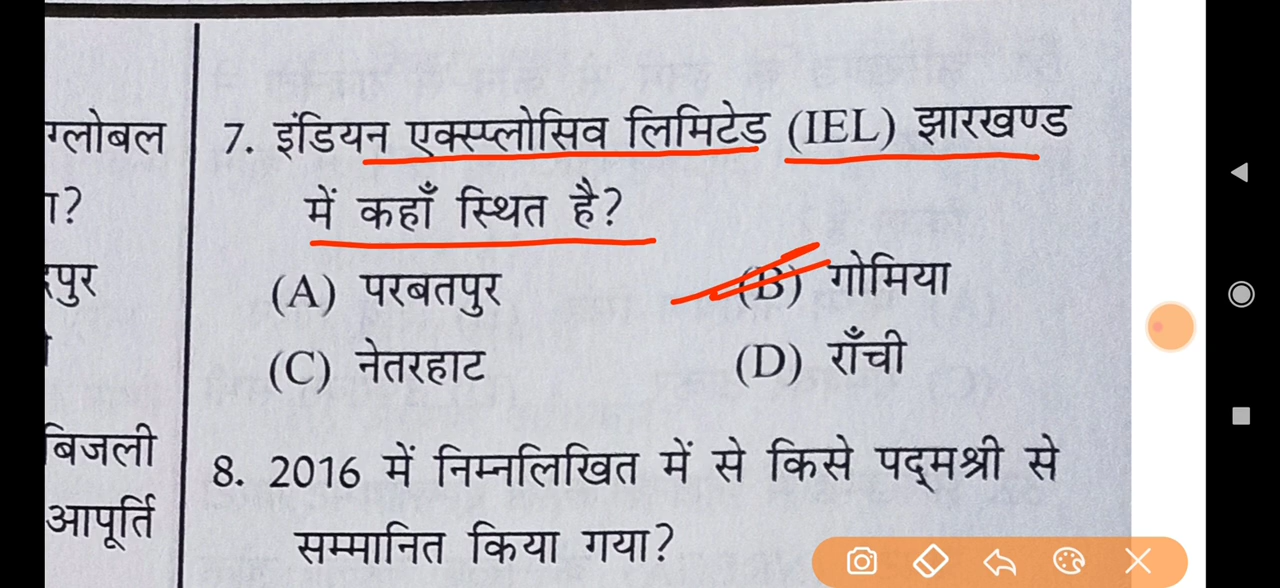 ग्लोबल
ा?
पुर
बिजली
आपूर्ति
7. इंडियन एक्स्प्लोसिव लिमिटेड (IEL) झारखण्ड
में कहाँ स्थित है?
(A) परबतपुर (B) गोमिया
(C) नेतरहाट (D) राँची
8. 2016 में निम्नलिखित में से किसे पद्मश्री से
सम्मानित किया गया?